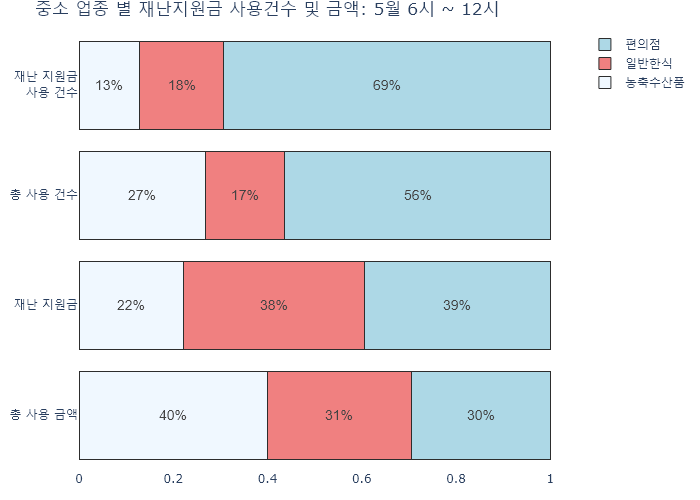 중소 업종 별 재난지원금 사용건수 및 금액: 5월 6시 ~ 12시
편의점
일반한식
농축수산품
재난 지원금
사용 건수
13%
18%
69%
총 사용 건수
27%
17%
56%
재난 지원금
22%
38%
39%
총 사용 금액
40%
31%
30%
0
0.2
0.4
0.6
0.8
1